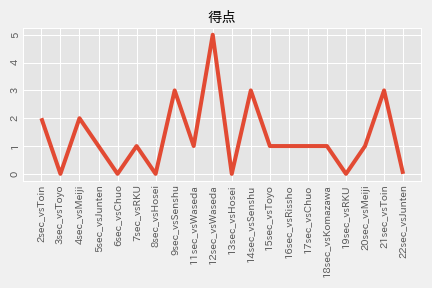 得点
5
4
3
2
1
0
2sec_vsToin
3sec_vsToyo
4sec_vsMeiji
5sec_vsJunten
6sec_vsChuo
7sec_vsRKU
8sec_vsHosei
9sec_vsSenshu
11sec_vsWaseda
12sec_vsWaseda
13sec_vsHosei
14sec_vsSenshu
15sec_vsToyo
16sec_vsRissho
17sec_vsChuo
18sec_vsKomazawa
19sec_vsRKU
20sec_vsMeiji
21sec_vsToin
22sec_vsJunten